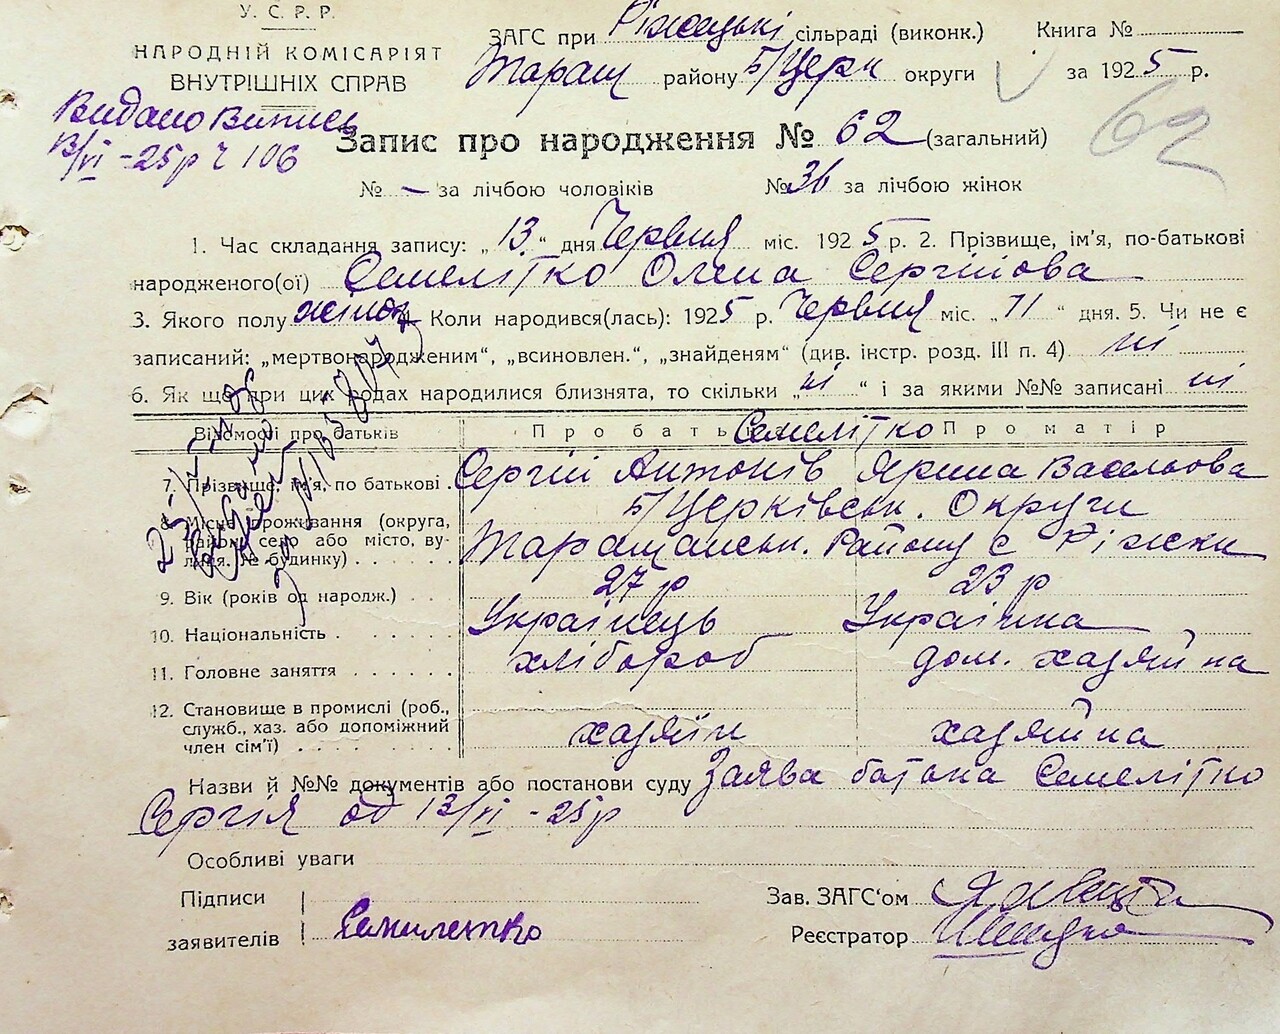 У. С. Р. Р.
НАРОДНІЙ КОМІСАРІЯТ
ВНУТРІШНІХ СПРАВ
ЗАГС при Ріжецькі сільраді (виконк.) Книга №
Таращ району Б/Церк округи за 1925 р.
Видано Випись
13/VI -25р Ч 106
Запис про народження № 62 (загальний)
62
№ — за лічбою чоловіків № 36 за лічбою жінок
1. Час складання запису: „13“ дня Червня міс. 1925 р. 2. Прізвище, ім'я, по-батькові
народженого(ої) Семелітко Олена Сергіїова
3. Якого полу жіноч 4. Коли народився(лась): 1925 р. Червня міс. „11“ дня. 5. Чи не є
записаний: „мертвонародженим“, „всиновлен.“, „знайденям“ (див. інстр. розд. III п. 4) ні
6. Як що при цих родах народилися близнята, то скільки „ні“ і за якими №№ записані ні
Відомості про батьків Про батька Семелітко Про матір
7. Прізвище, ім'я, по батькові Сергій Антонів Ярина Васильова
8. Місце проживання (округа, район, село або місто, вулиця, № будинку) Б/Церківськ. Округи
Таращанськ. Району с Ріжки
9. Вік (років од народж.) 27 р 23 р
10. Національність Українець Українка
11. Головне заняття хлібороб дом. хазяйна
12. Становище в промислі (роб.,
служб., хаз. або допоміжний
член сім'ї) хазяїн хазяйна
Назви й №№ документів або постанови суду Заява батька Семелітко
Сергія од 13/VI -25р
Особливі уваги
Підписи
заявителів Семилетко
Зав. ЗАГС'ом
Реєстратор